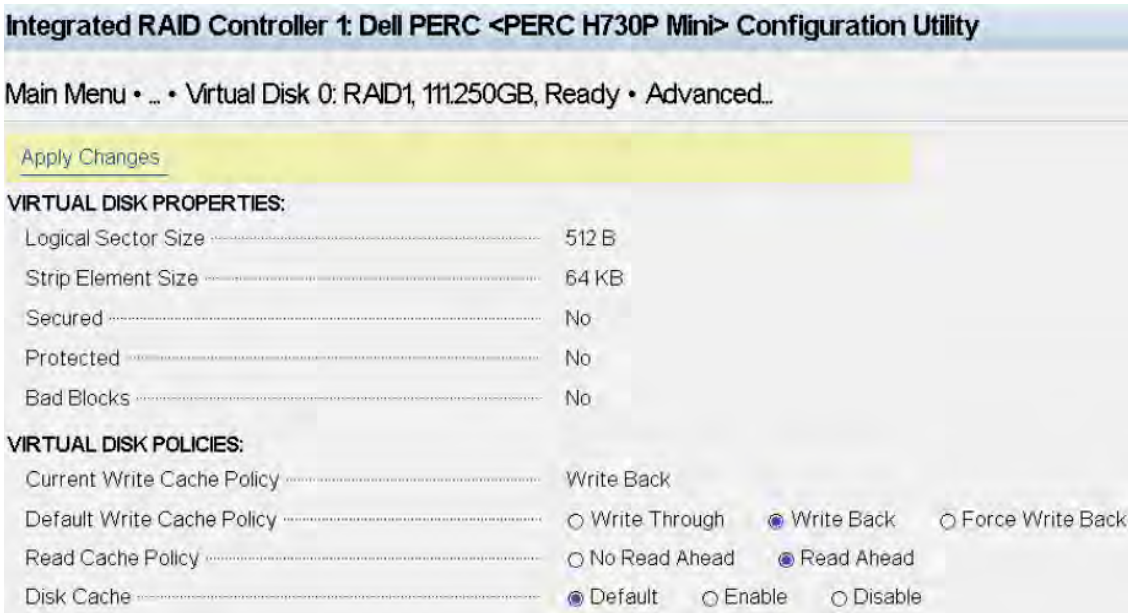 Integrated RAID Controller 1: Dell PERC <PERC H730P Mini> Configuration Utility
Main Menu • ... • Virtual Disk 0: RAID1, 111.250GB, Ready • Advanced...
Apply Changes
VIRTUAL DISK PROPERTIES:
Logical Sector Size 512 B
Strip Element Size 64 KB
Secured No
Protected No
Bad Blocks No
VIRTUAL DISK POLICIES:
Current Write Cache Policy Write Back
Default Write Cache Policy Write Through Write Back Force Write Back
Read Cache Policy No Read Ahead Read Ahead
Disk Cache Default Enable Disable